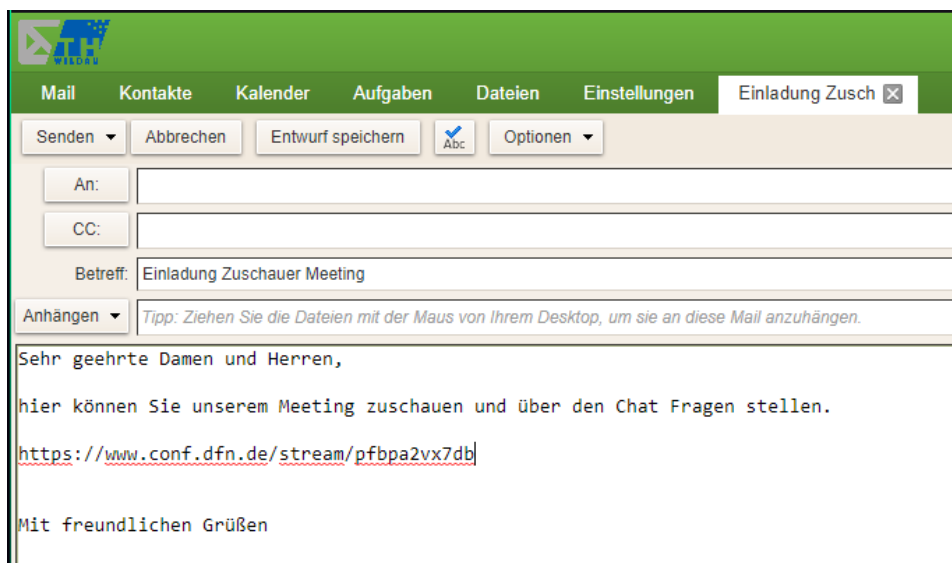 TH
WILDAU
Mail Kontakte Kalender Aufgaben Dateien Einstellungen Einladung Zusch
Senden Abbrechen Entwurf speichern Abc Optionen
An:
CC:
Betreff: Einladung Zuschauer Meeting
Anhängen Tipp: Ziehen Sie die Dateien mit der Maus von Ihrem Desktop, um sie an diese Mail anzuhängen.
Sehr geehrte Damen und Herren,
hier können Sie unserem Meeting zuschauen und über den Chat Fragen stellen.
https://www.conf.dfn.de/stream/pfbpa2vx7db
Mit freundlichen Grüßen